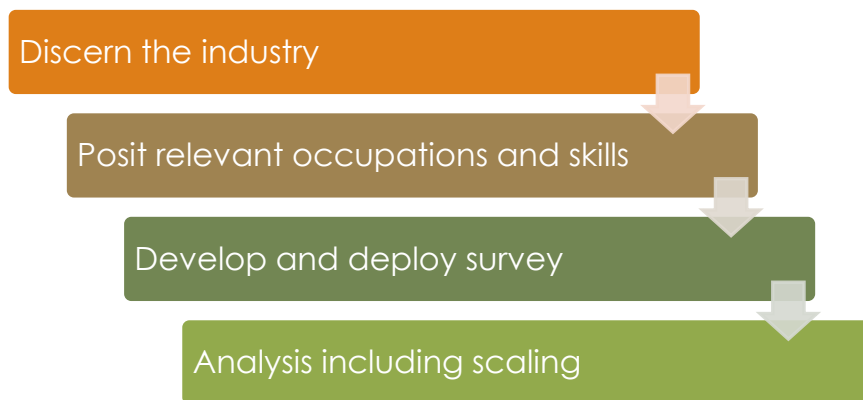 Discern the industry
Posit relevant occupations and skills
Develop and deploy survey
Analysis including scaling